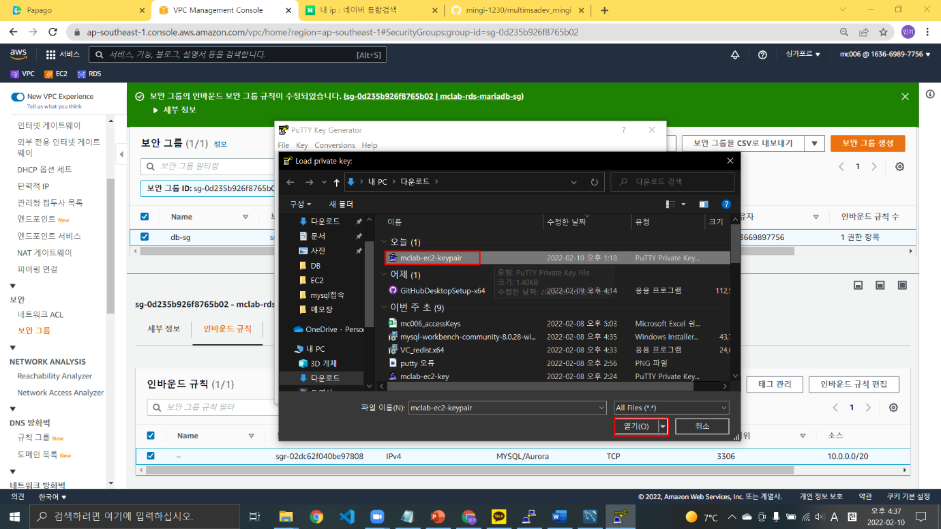 Papago
VPC Management Console
내 ip : 네이버 통합검색
mingi-1230/multimsadev_mingi
ap-southeast-1.console.aws.amazon.com/vpc/home?region=ap-southeast-1#SecurityGroups:group-id=sg-0d235b926f8765b02
민기
aws
서비스
서비스, 기능, 블로그, 설명서 등을 검색합니다.
[Alt+S]
싱가포르
mc006 @ 1636-6989-7756
VPC
EC2
RDS
New VPC Experience
Tell us what you think
인터넷 게이트웨이
외부 전용 인터넷 게이트
웨이
DHCP 옵션 세트
탄력적 IP
관리형 접두사 목록
엔드포인트 New
엔드포인트 서비스
NAT 게이트웨이
피어링 연결
보안
네트워크 ACL
보안 그룹
NETWORK ANALYSIS
Reachability Analyzer
Network Access Analyzer
DNS 방화벽
규칙 그룹 New
도메인 목록 New
네트워크 방화벽
보안 그룹의 인바운드 보안 그룹 규칙이 수정되었습니다. (sg-0d235b926f8765b02 | mclab-rds-mariadb-sg)
세부 정보
보안 그룹 (1/1) 정보
보안 그룹을 CSV로 내보내기
보안 그룹 생성
보안 그룹 필터링
1
보안 그룹 ID: sg-0d235b926f8765b0
Name
인바운드 규칙 수
db-sg
3669897756
1 권한 항목
PuTTY Key Generator
File Key Conversions Help
Load private key:
내 PC
다운로드
다운로드 검색
구성
새 폴더
다운로드
문서
사진
DB
EC2
mysql접속
메모장
OneDrive - Perso
내 PC
3D 개체
다운로드
이름
수정한 날짜
유형
크기
오늘 (1)
mclab-ec2-keypair
2022-02-10 오후 1:18
PuTTY Private Key...
유형: PuTTY Private Key File
크기: 1.40KB
어제 (1)
GitHubDesktopSetup-x64
2022-02-09 오후 3:14
응용 프로그램
112,5
이번 주 초 (9)
mc006_accessKeys
2022-02-08 오후 5:03
Microsoft Excel 쉼...
mysql-workbench-community-8.0.28-wi...
2022-02-08 오후 4:35
Windows Installer...
43,
VC_redist.x64
2022-02-08 오후 4:33
응용 프로그램
24,
putty 오류
2022-02-08 오후 2:56
PNG 파일
mclab-ec2-key
2022-02-08 오후 2:24
PuTTY Private Key...
파일 이름(N):
mclab-ec2-keypair
All Files (*.*)
열기(O)
취소
sg-0d235b926f8765b02 - mclab-rds
세부 정보
인바운드 규칙
인바운드 규칙 (1/1)
태그 관리
인바운드 규칙 편집
보안 그룹 규칙 필터
1
Name
소스
–
sgr-02dc62f040be97808
IPv4
MYSQL/Aurora
TCP
3306
10.0.0.0/20
의견
한국어
© 2022, Amazon Web Services, Inc. 또는 계열사.
개인 정보 보호
약관
쿠키 기본 설정
검색하려면 여기에 입력하십시오.
7°C
A
오후 4:37
2022-02-10